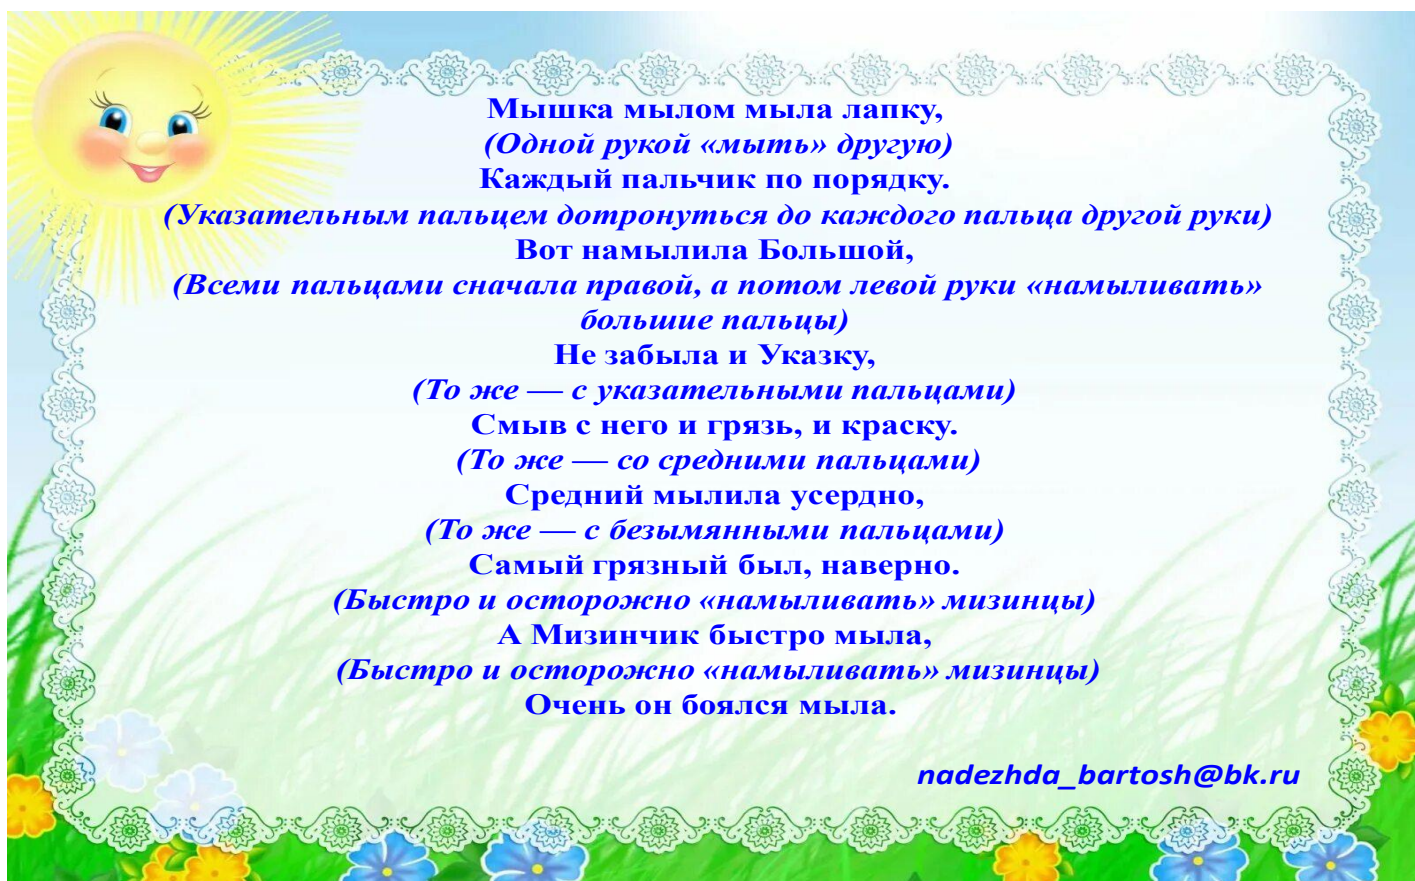 Мышка мылом мыла лапку,
(Одной рукой «мыть» другую)
Каждый пальчик по порядку.
(Указательным пальцем дотронуться до каждого пальца другой руки)
Вот намылила Большой,
(Всеми пальцами сначала правой, а потом левой руки «намыливать»
большие пальцы)
Не забыла и Указку,
(То же — с указательными пальцами)
Смыв с него и грязь, и краску.
(То же — со средними пальцами)
Средний мылила усердно,
(То же — с безымянными пальцами)
Самый грязный был, наверно.
(Быстро и осторожно «намыливать» мизинцы)
А Мизинчик быстро мыла,
(Быстро и осторожно «намыливать» мизинцы)
Очень он боялся мыла.
nadezhda_bartosh@bk.ru